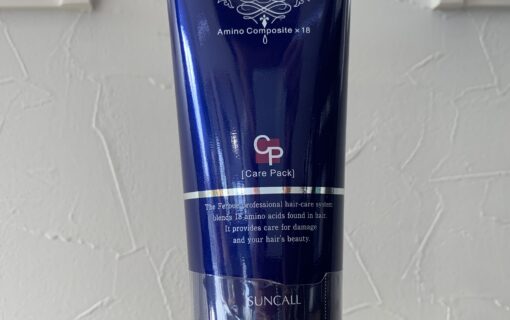 Amino Composite × 18
CP
[Care Pack]
The Ferpue professional hair-care system
blends 18 amino acids found in hair.
It provides care for damage
and your hair's beauty.
SUNCALL